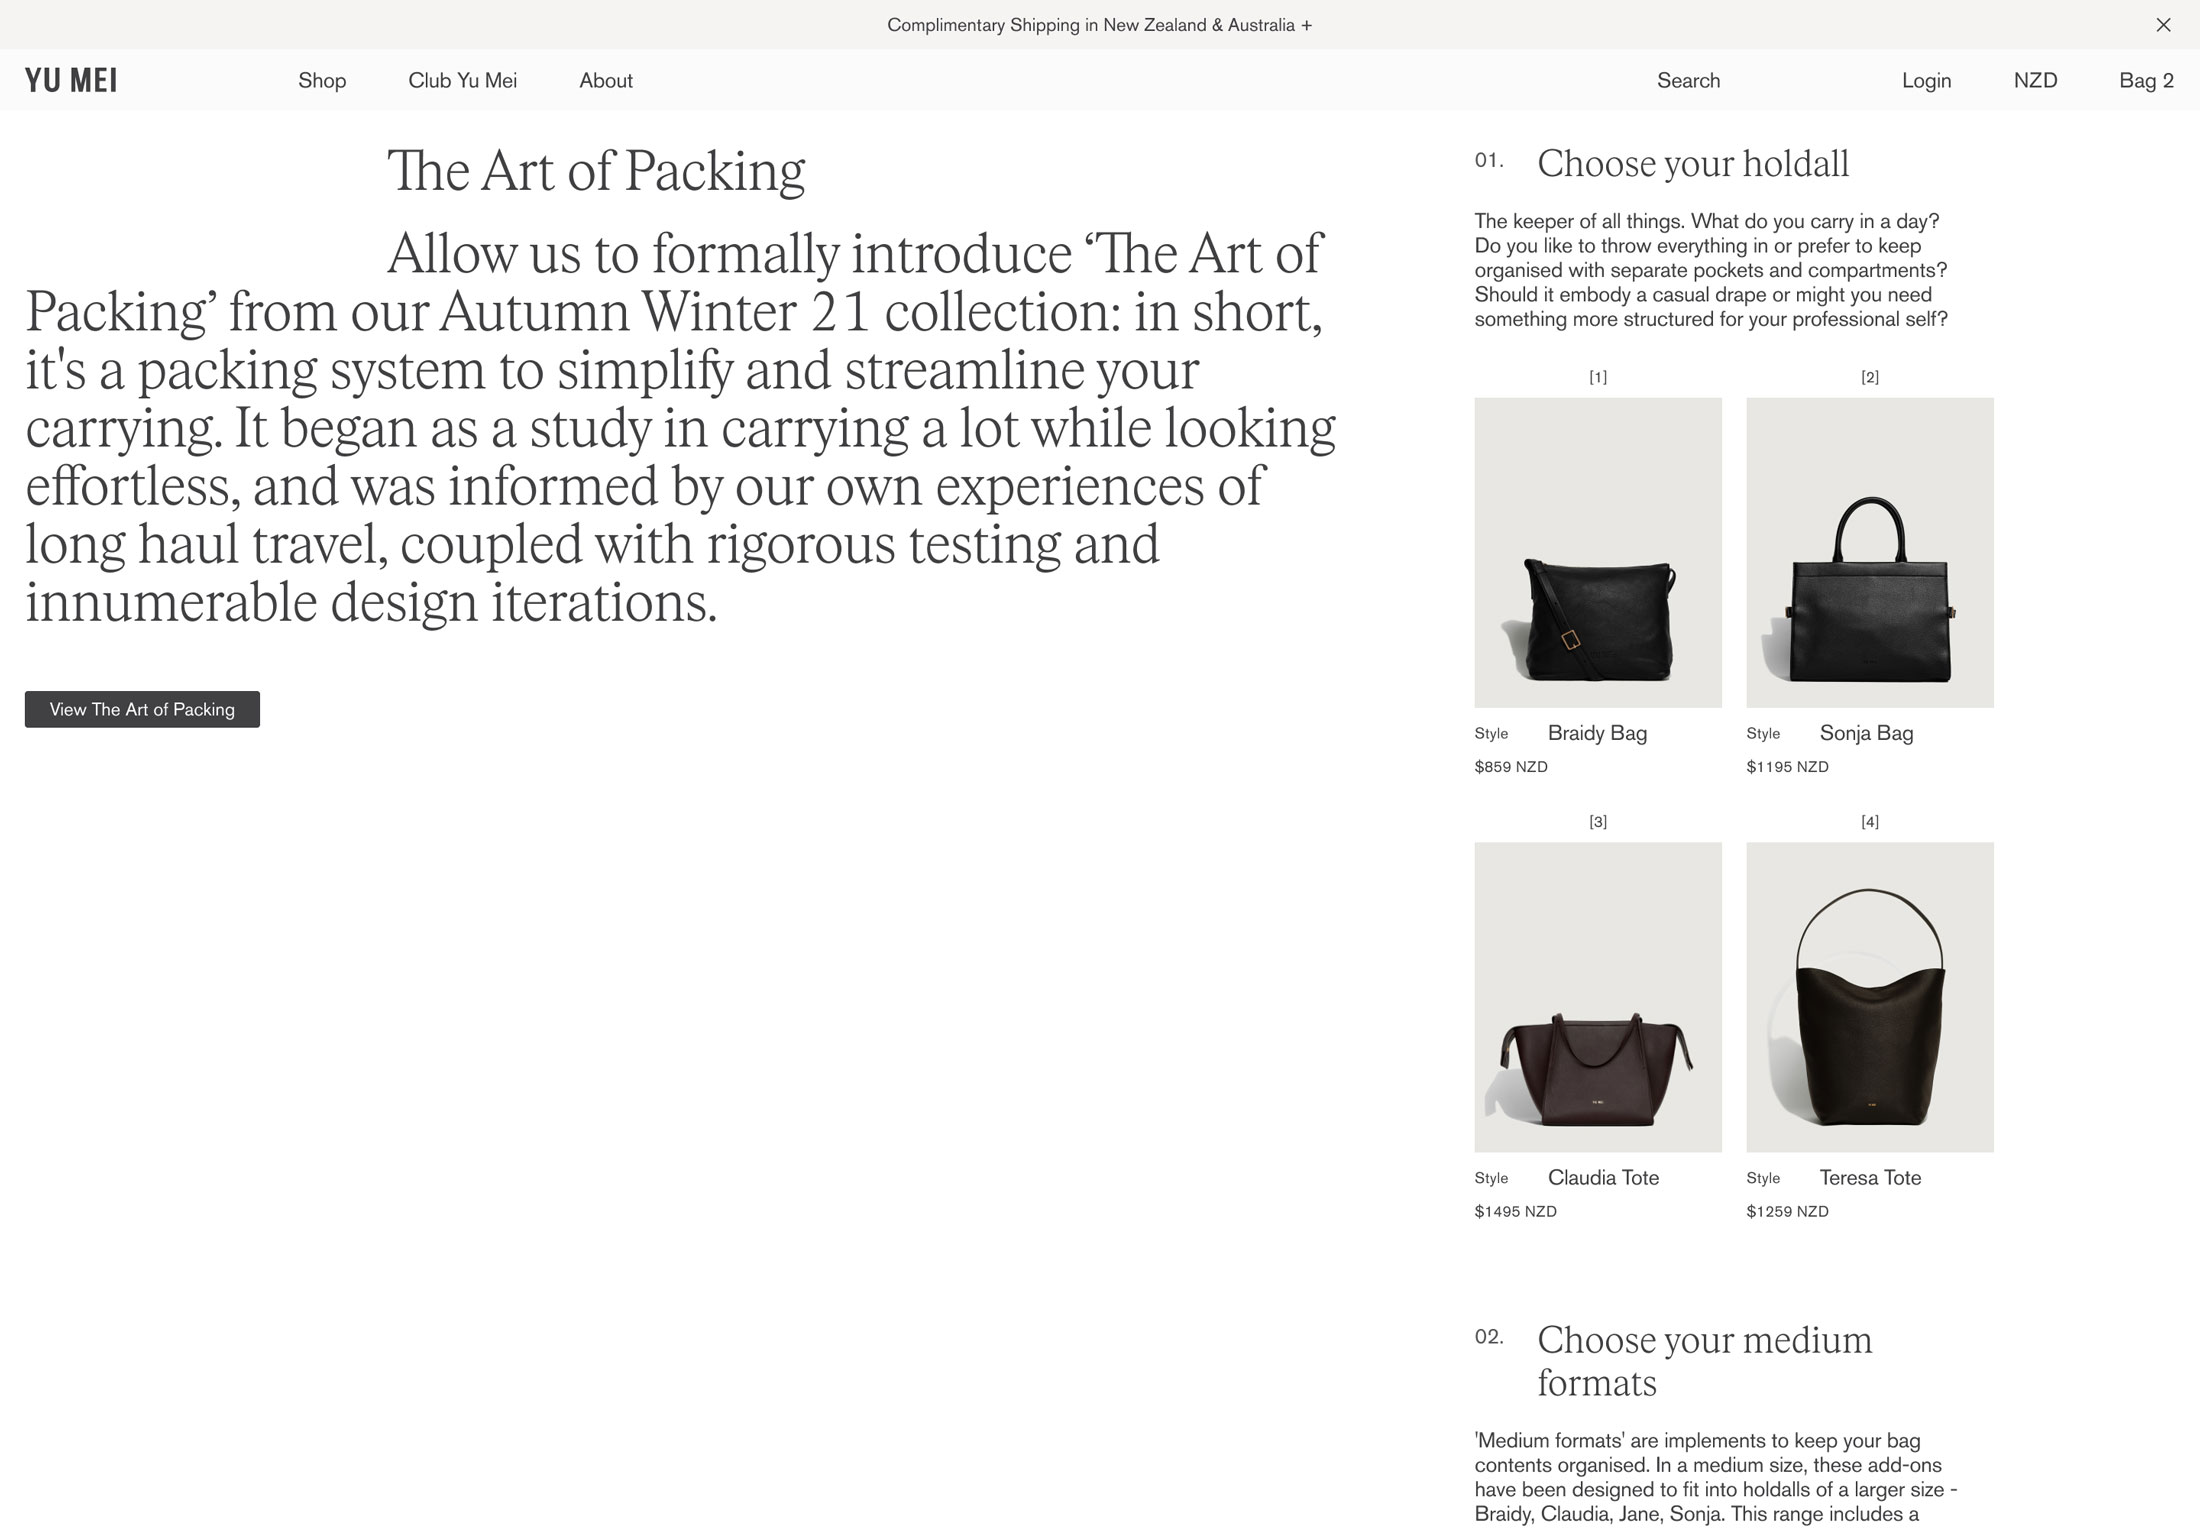 Complimentary Shipping in New Zealand & Australia +
YU MEI
Shop
Club Yu Mei
About
Search
Login
NZD
Bag 2
The Art of Packing
Allow us to formally introduce ‘The Art of
Packing’ from our Autumn Winter 21 collection: in short,
it's a packing system to simplify and streamline your
carrying. It began as a study in carrying a lot while looking
effortless, and was informed by our own experiences of
long haul travel, coupled with rigorous testing and
innumerable design iterations.
View The Art of Packing
01. Choose your holdall
The keeper of all things. What do you carry in a day?
Do you like to throw everything in or prefer to keep
organised with separate pockets and compartments?
Should it embody a casual drape or might you need
something more structured for your professional self?
[1]
Style Braidy Bag
$859 NZD
[2]
Style Sonja Bag
$1195 NZD
[3]
YU MEI
Style Claudia Tote
$1495 NZD
[4]
Style Teresa Tote
$1259 NZD
02. Choose your medium
formats
'Medium formats' are implements to keep your bag
contents organised. In a medium size, these add-ons
have been designed to fit into holdalls of a larger size -
Braidy, Claudia, Jane, Sonja. This range includes a